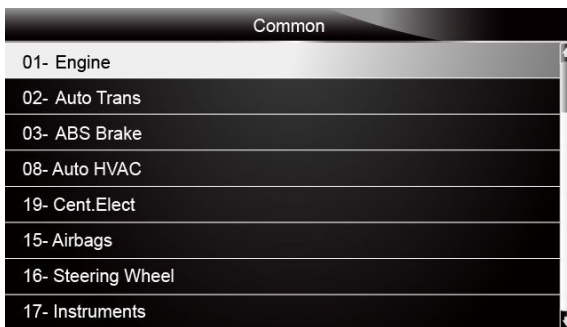 Common
01- Engine
02- Auto Trans
03- ABS Brake
08- Auto HVAC
19- Cent.Elect
15- Airbags
16- Steering Wheel
17- Instruments